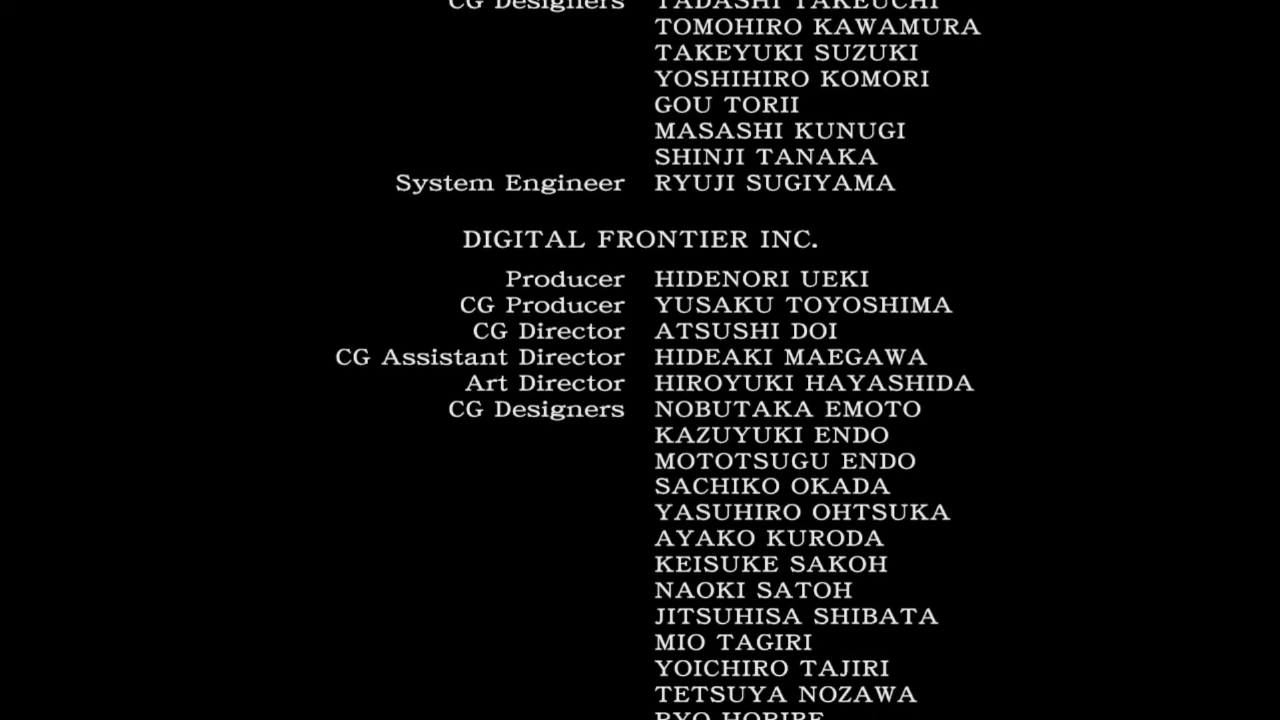 CG Designers TADASHI TAKEUCHI
TOMOHIRO KAWAMURA
TAKEYUKI SUZUKI
YOSHIHIRO KOMORI
GOU TORII
MASASHI KUNUGI
SHINJI TANAKA
System Engineer RYUJI SUGIYAMA
DIGITAL FRONTIER INC.
Producer HIDENORI UEKI
CG Producer YUSAKU TOYOSHIMA
CG Director ATSUSHI DOI
CG Assistant Director HIDEAKI MAEGAWA
Art Director HIROYUKI HAYASHIDA
CG Designers NOBUTAKA EMOTO
KAZUYUKI ENDO
MOTOTSUGU ENDO
SACHIKO OKADA
YASUHIRO OHTSUKA
AYAKO KURODA
KEISUKE SAKOH
NAOKI SATOH
JITSUHISA SHIBATA
MIO TAGIRI
YOICHIRO TAJIRI
TETSUYA NOZAWA